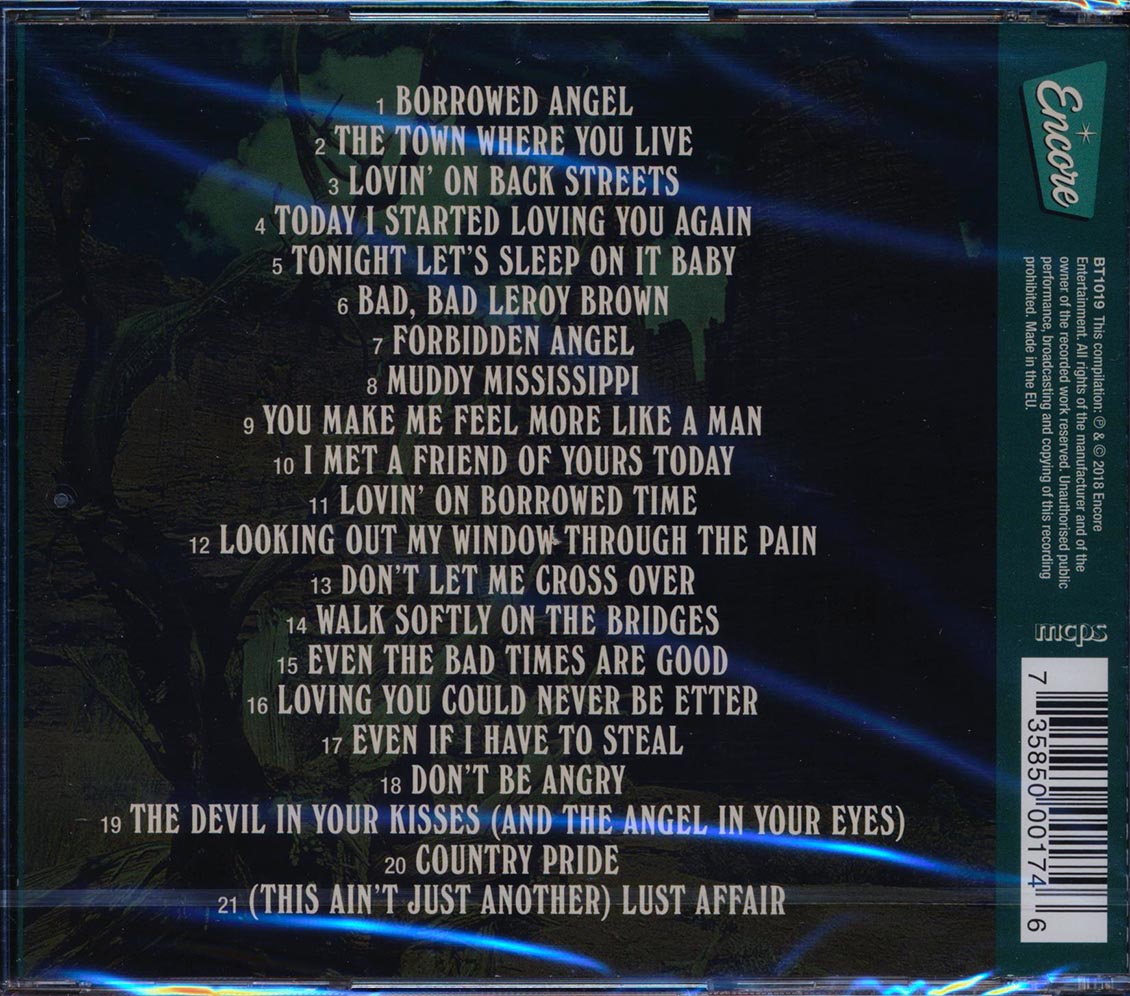 1 BORROWED ANGEL
2 THE TOWN WHERE YOU LIVE
3 LOVIN' ON BACK STREETS
4 TODAY I STARTED LOVING YOU AGAIN
5 TONIGHT LET'S SLEEP ON IT BABY
6 BAD, BAD LEROY BROWN
7 FORBIDDEN ANGEL
8 MUDDY MISSISSIPPI
9 YOU MAKE ME FEEL MORE LIKE A MAN
10 I MET A FRIEND OF YOURS TODAY
11 LOVIN' ON BORROWED TIME
12 LOOKING OUT MY WINDOW THROUGH THE PAIN
13 DON'T LET ME CROSS OVER
14 WALK SOFTLY ON THE BRIDGES
15 EVEN THE BAD TIMES ARE GOOD
16 LOVING YOU COULD NEVER BE ETTER
17 EVEN IF I HAVE TO STEAL
18 DON'T BE ANGRY
19 THE DEVIL IN YOUR KISSES (AND THE ANGEL IN YOUR EYES)
20 COUNTRY PRIDE
21 (THIS AIN'T JUST ANOTHER) LUST AFFAIR
Encore
BT1019 This compilation: ℗ & © 2018 Encore
Entertainment. All rights of the manufacturer and of the
owner of the recorded work reserved. Unauthorised public
performance, broadcasting and copying of this recording
prohibited. Made in the EU.
mcps
7 35850 00174 6